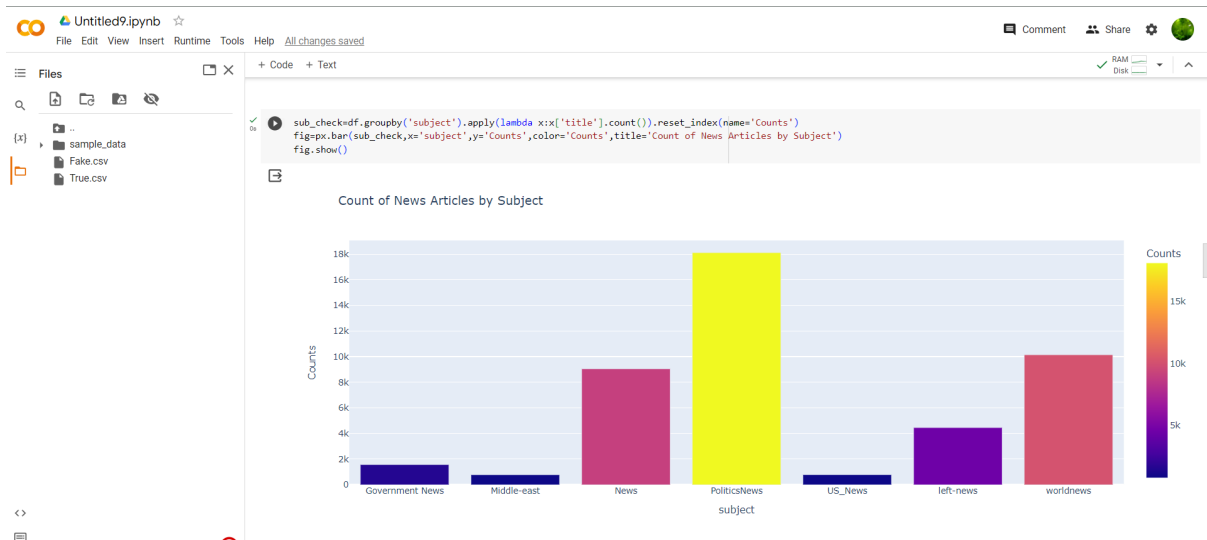 Untitled9.ipynb
File Edit View Insert Runtime Tools Help All changes saved
Comment Share
Files
+ Code + Text
RAM
Disk
..
sample_data
Fake.csv
True.csv
{x}
0s
sub_check=df.groupby('subject').apply(lambda x:x['title'].count()).reset_index(name='Counts')
fig=px.bar(sub_check,x='subject',y='Counts',color='Counts',title='Count of News Articles by Subject')
fig.show()
Count of News Articles by Subject
18k
16k
14k
12k
10k
8k
6k
4k
2k
0
Counts
Government News Middle-east News PoliticsNews US_News left-news worldnews
subject
Counts
15k
10k
5k
<>